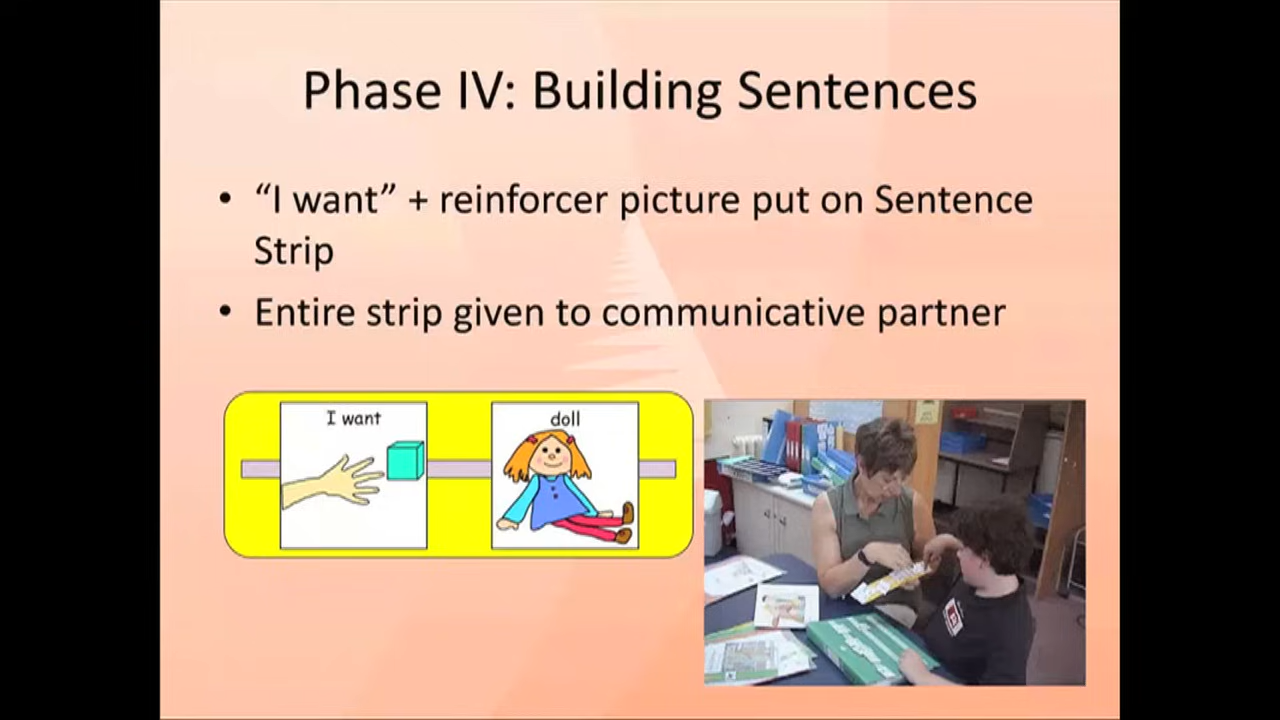 Phase IV: Building Sentences
• “I want” + reinforcer picture put on Sentence
Strip
• Entire strip given to communicative partner
I want
doll